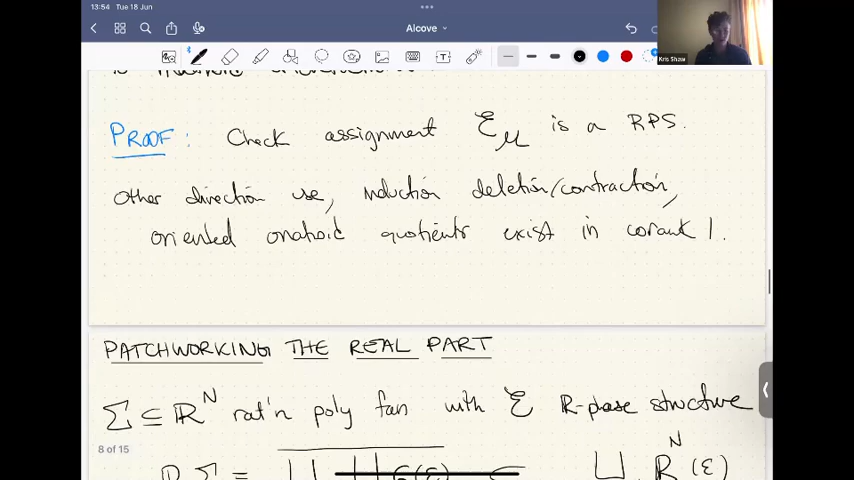 13:54 Tue 18 Jun
Alcove
Kris Shaw
PROOF: Check assignment ℰ_μ is a RPS.
Other direction use, induction deletion/contraction,
oriented matroid quotients exist in corank 1.
PATCHWORKING THE REAL PART
Σ ⊆ ℝ^N rat'n poly fan with ℰ ℝ-phase structure
8 of 15